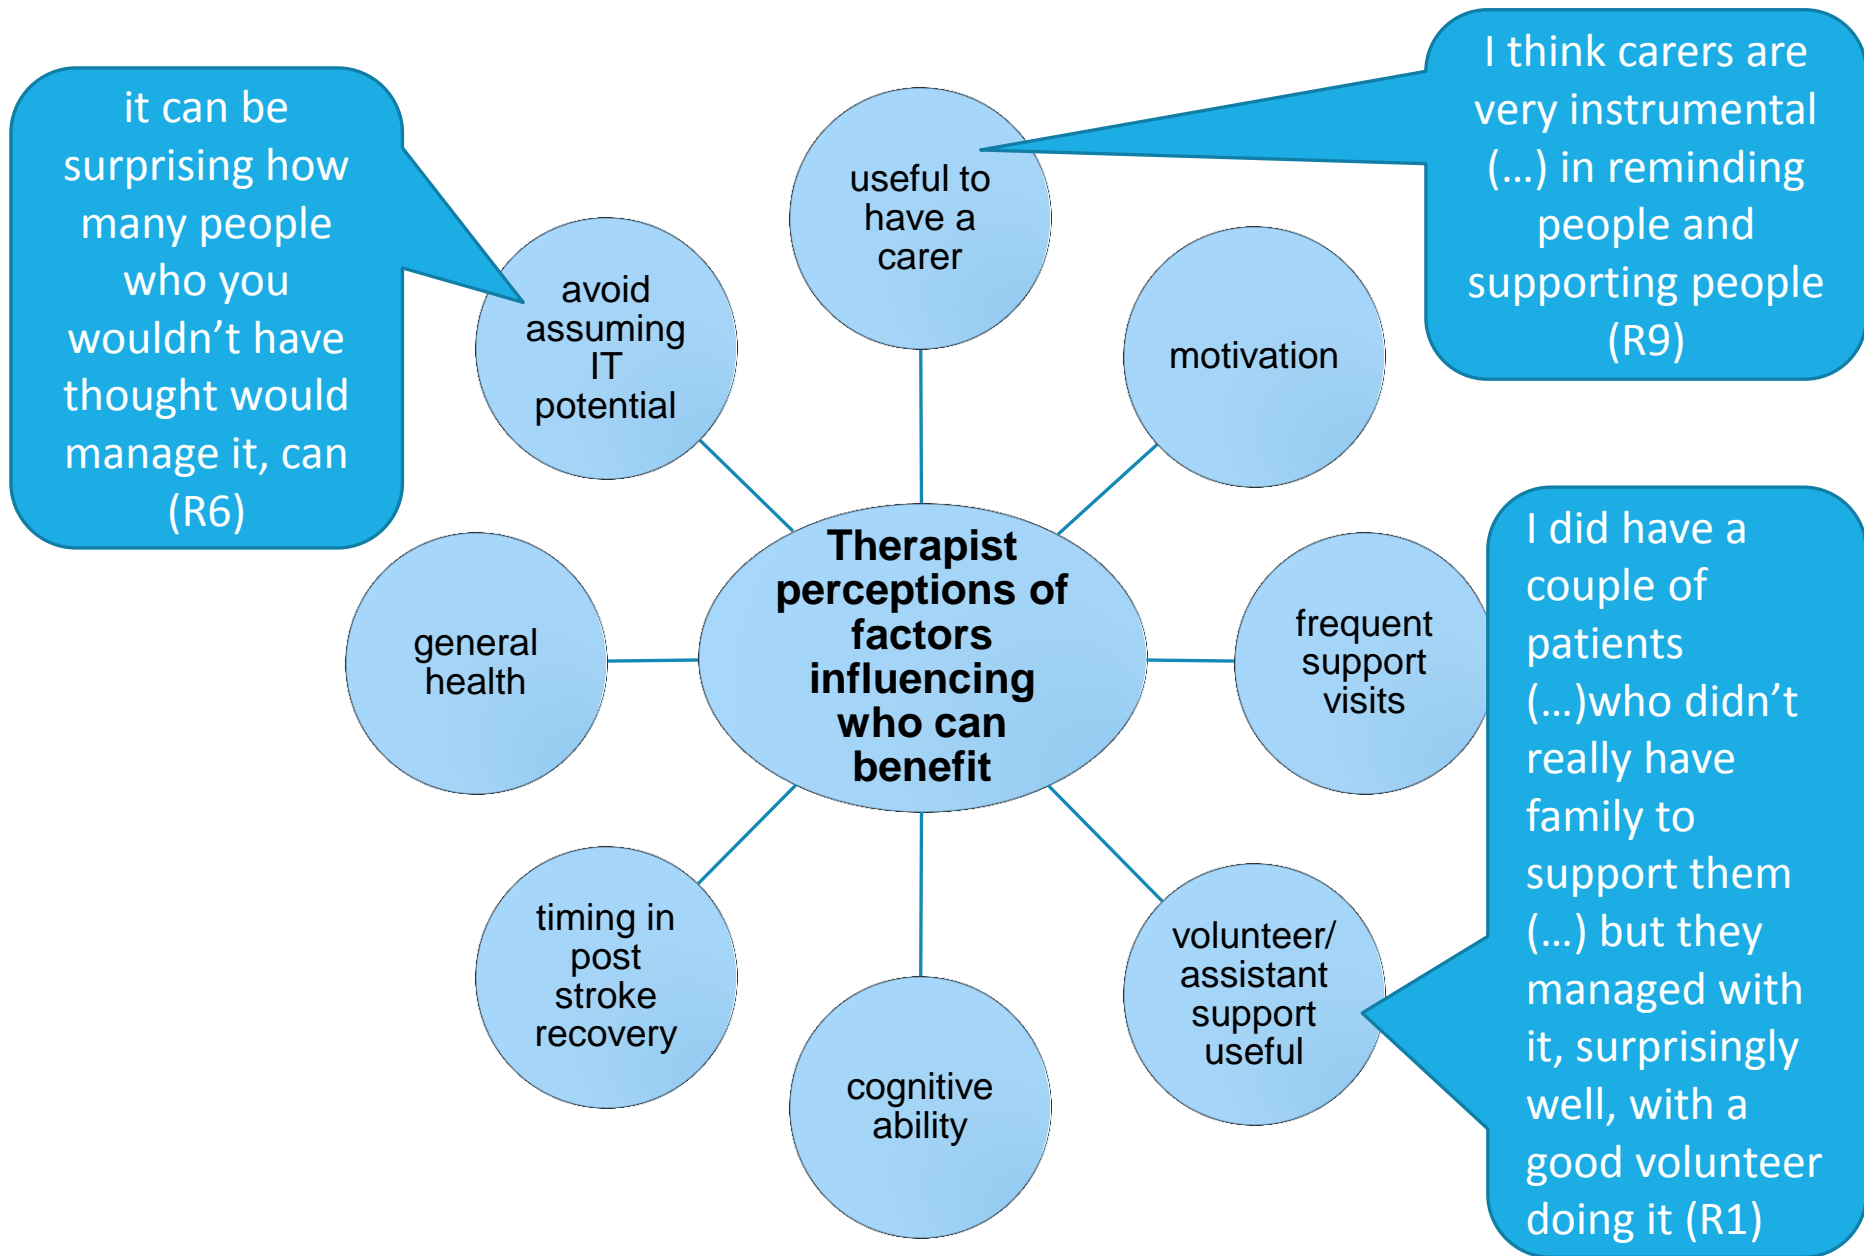 it can be
surprising how
many people
who you
wouldn’t have
thought would
manage it, can
(R6)
useful to
have a
carer
I think carers are
very instrumental
(...) in reminding
people and
supporting people
(R9)
avoid
assuming
IT
potential
motivation
Therapist
perceptions of
factors
influencing
who can
benefit
general
health
frequent
support
visits
I did have a
couple of
patients
(...)who didn’t
really have
family to
support them
(...) but they
managed with
it, surprisingly
well, with a
good volunteer
doing it (R1)
timing in
post
stroke
recovery
cognitive
ability
volunteer/
assistant
support
useful